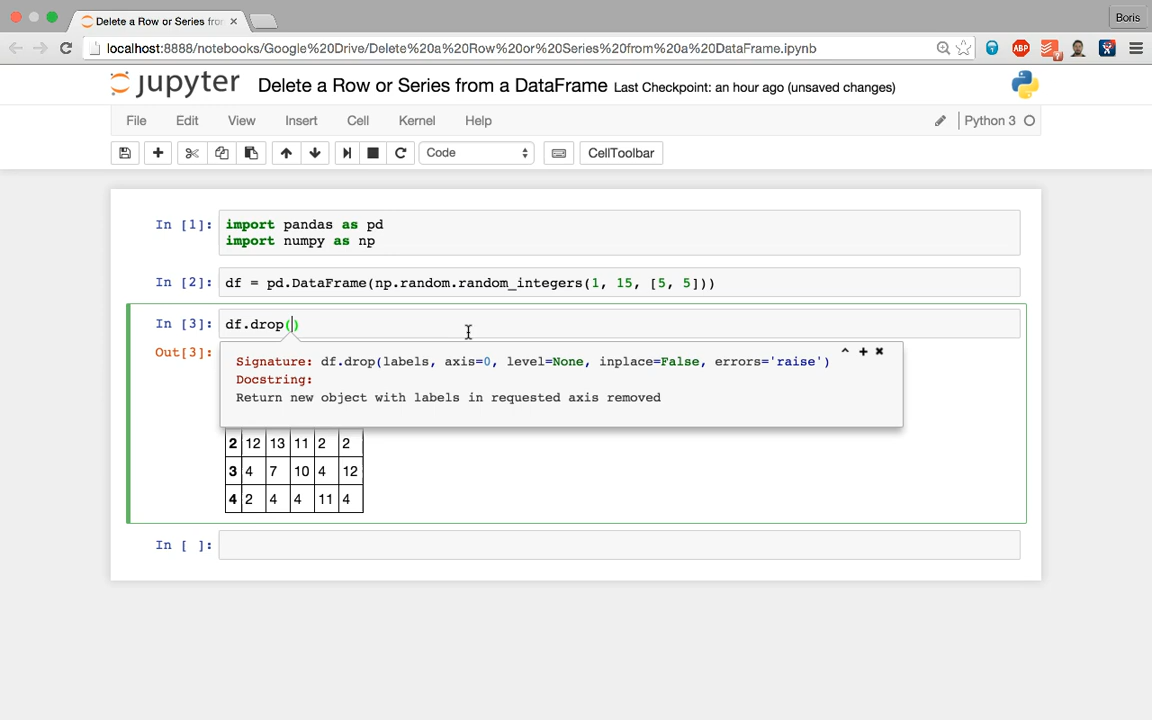 Delete a Row or Series from
Boris
localhost:8888/notebooks/Google%20Drive/Delete%20a%20Row%20or%20Series%20from%20a%20DataFrame.ipynb
ABP
7
jupyter
Delete a Row or Series from a DataFrame Last Checkpoint: an hour ago (unsaved changes)
File Edit View Insert Cell Kernel Help
Python 3
Code
CellToolbar
In [1]: import pandas as pd
import numpy as np
In [2]: df = pd.DataFrame(np.random.random_integers(1, 15, [5, 5]))
In [3]: df.drop()
Out[3]:
Signature: df.drop(labels, axis=0, level=None, inplace=False, errors='raise')
Docstring:
Return new object with labels in requested axis removed
2 12 13 11 2 2
3 4 7 10 4 12
4 2 4 4 11 4
In [ ]: